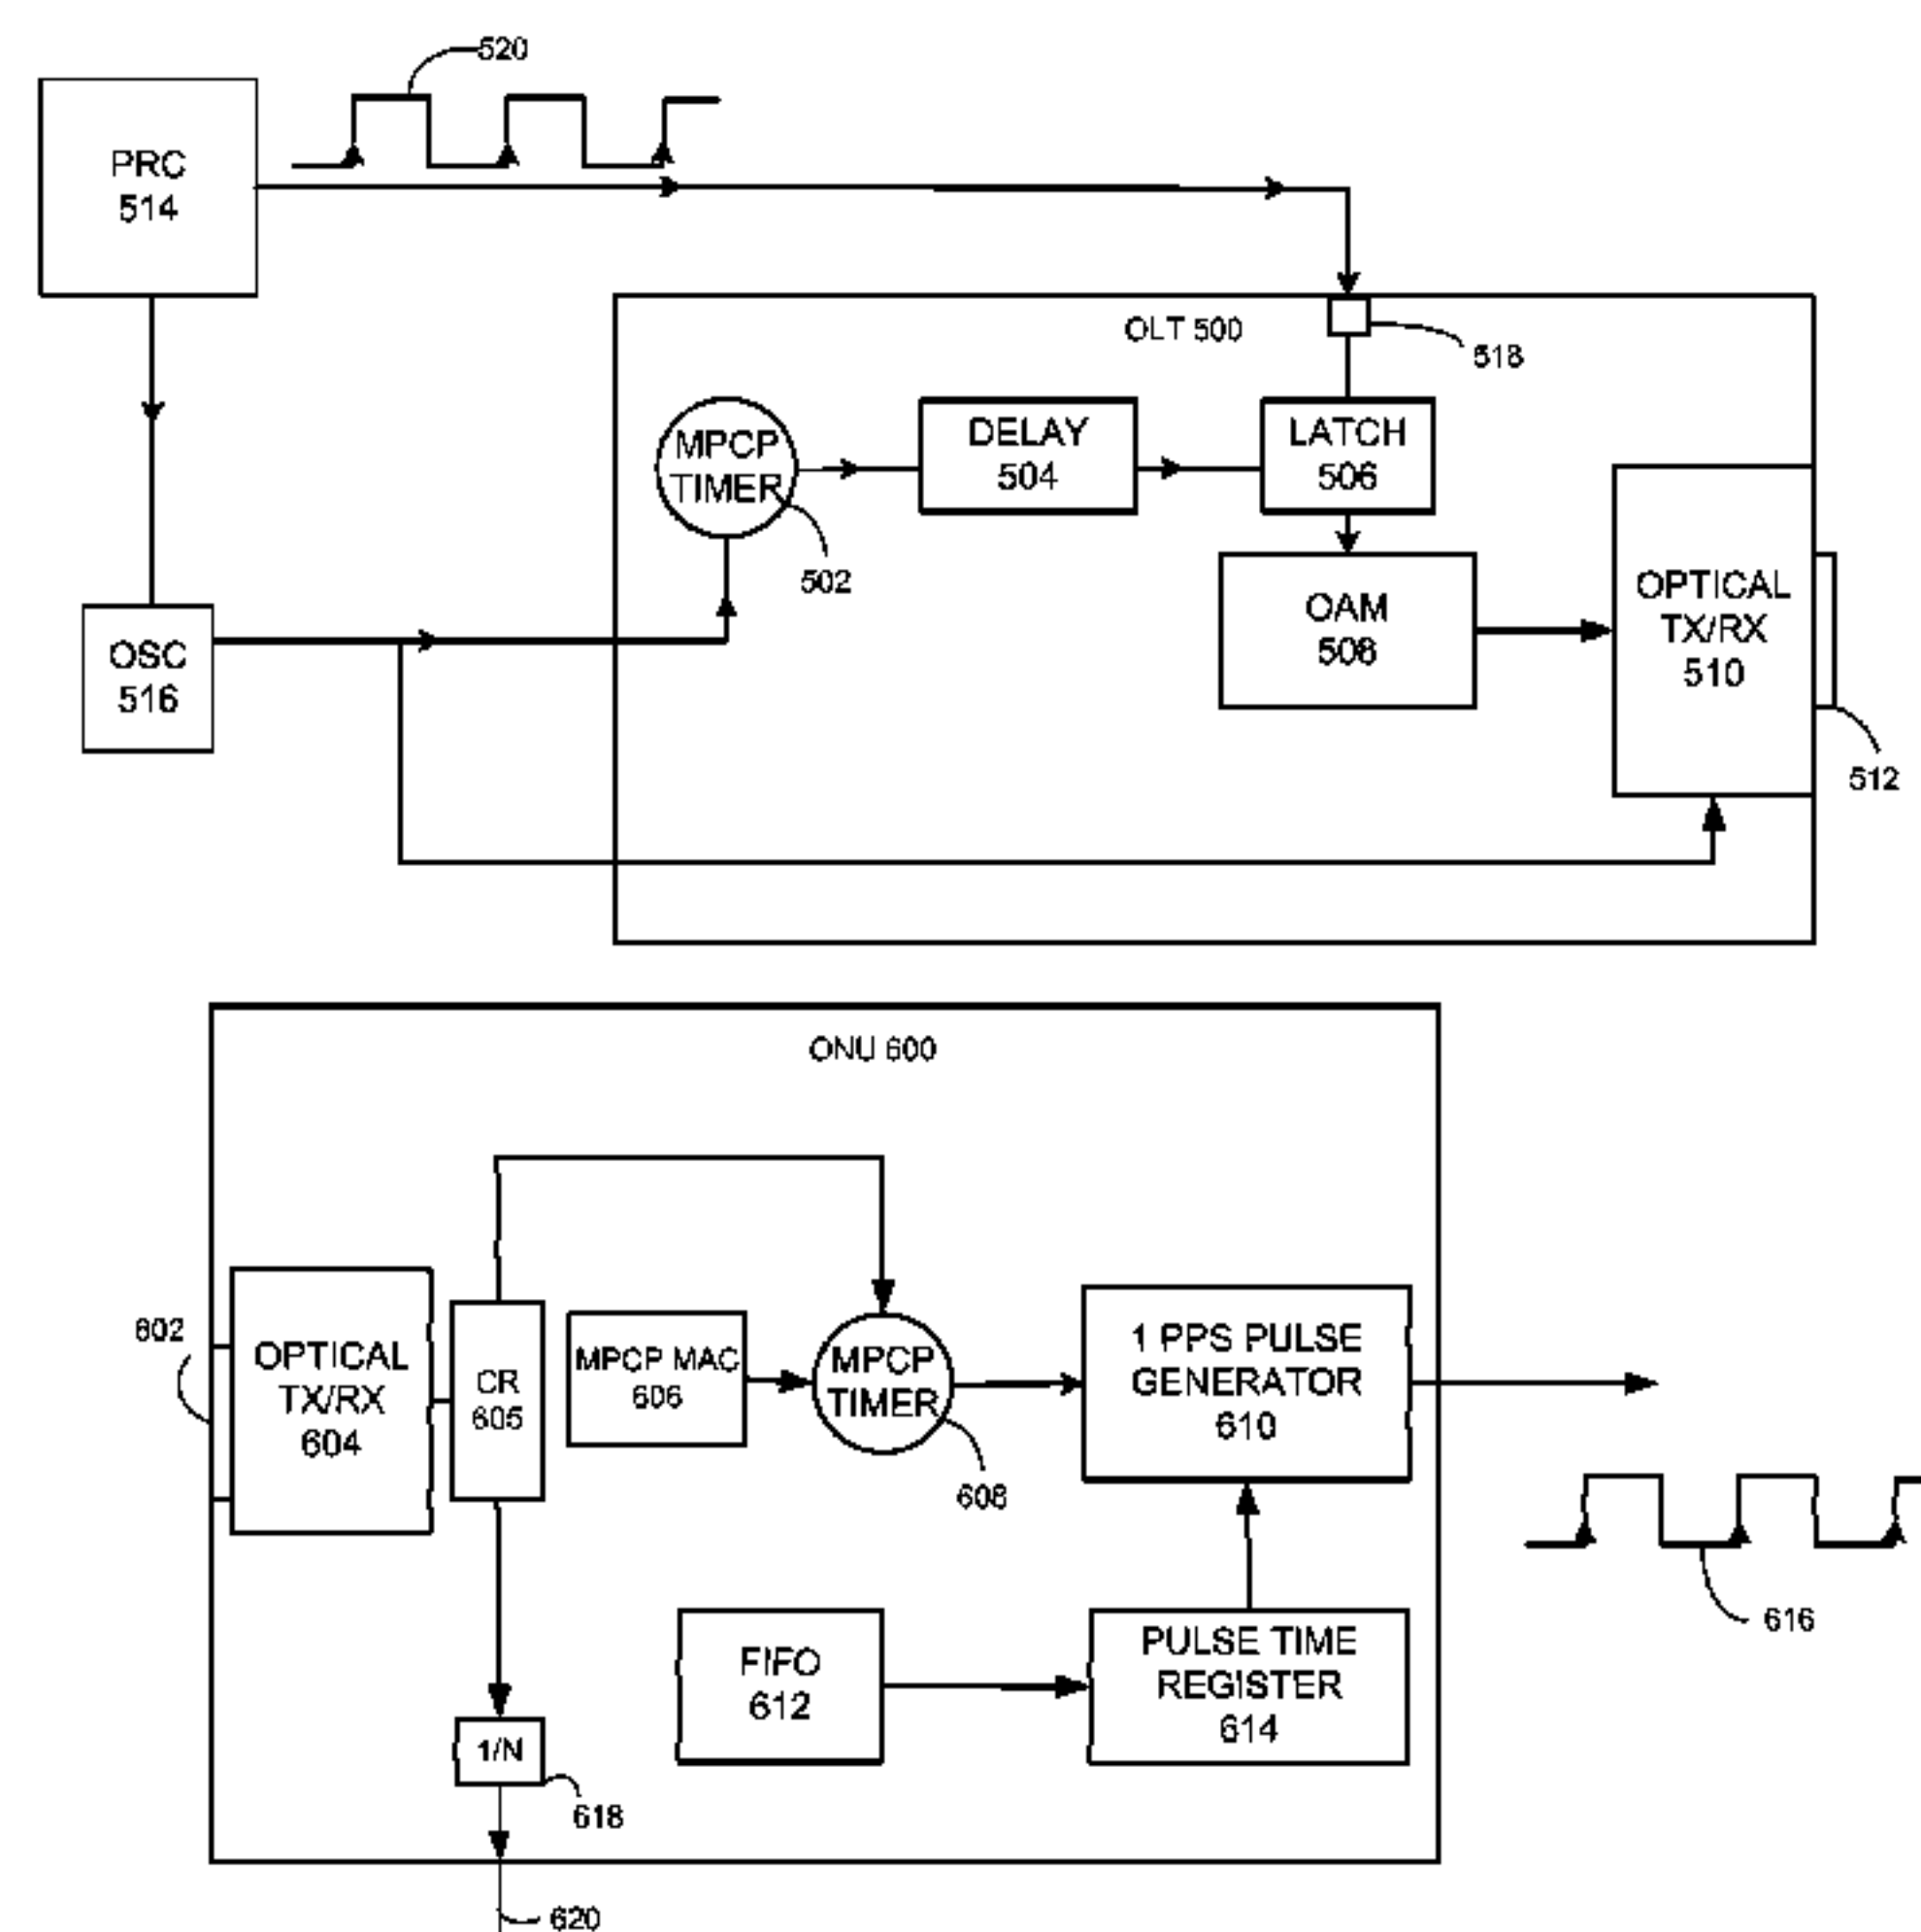 520
PRC
514
OLT 500
518
MPCP
TIMER
502
DELAY
504
LATCH
506
OAM
508
OPTICAL
TX/RX
510
512
OSC
516
ONU 600
602
OPTICAL
TX/RX
604
CR
605
MPCP MAC
606
MPCP
TIMER
608
1 PPS PULSE
GENERATOR
610
616
FIFO
612
PULSE TIME
REGISTER
614
1/N
618
620